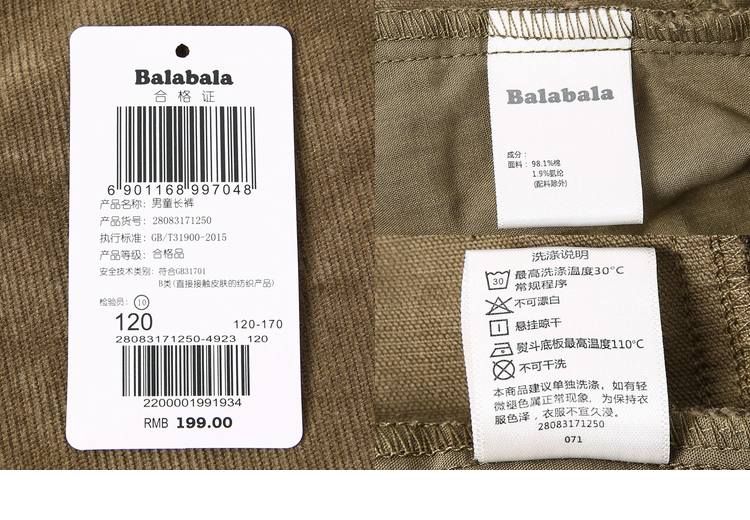 Balabala
合格证
6 901168 997048
产品名称：男童长裤
产品货号：28083171250
执行标准：GB/T31900-2015
产品等级：合格品
安全技术类别：符合GB31701
B类(直接接触皮肤的纺织产品)
检验员：10
120 120-170
28083171250-4923 120
2200001991934
RMB 199.00
Balabala
成分：
面料：98.1%棉
1.9%氨纶
(配料除外)
洗涤说明
30 最高洗涤温度30°C
常规程序
不可漂白
悬挂晾干
熨斗底板最高温度110°C
不可干洗
本商品建议单独洗涤，如有轻
微褪色属正常现象，为保持衣
服色泽，衣服不宜久浸。
28083171250
071